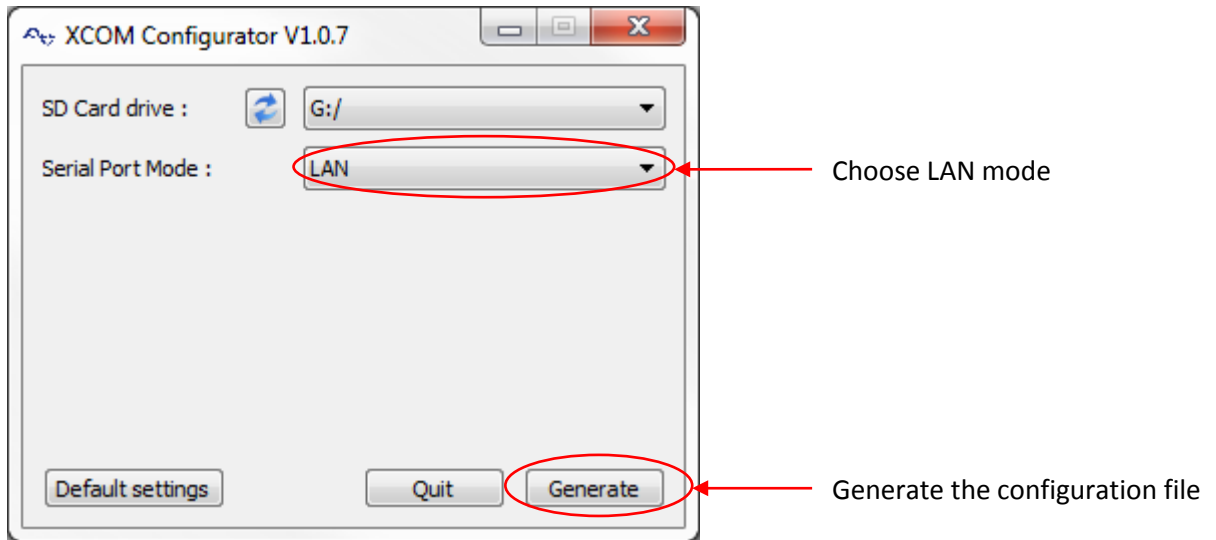 XCOM Configurator V1.0.7
SD Card drive : G:/
Serial Port Mode : LAN
Choose LAN mode
Default settings Quit Generate
Generate the configuration file